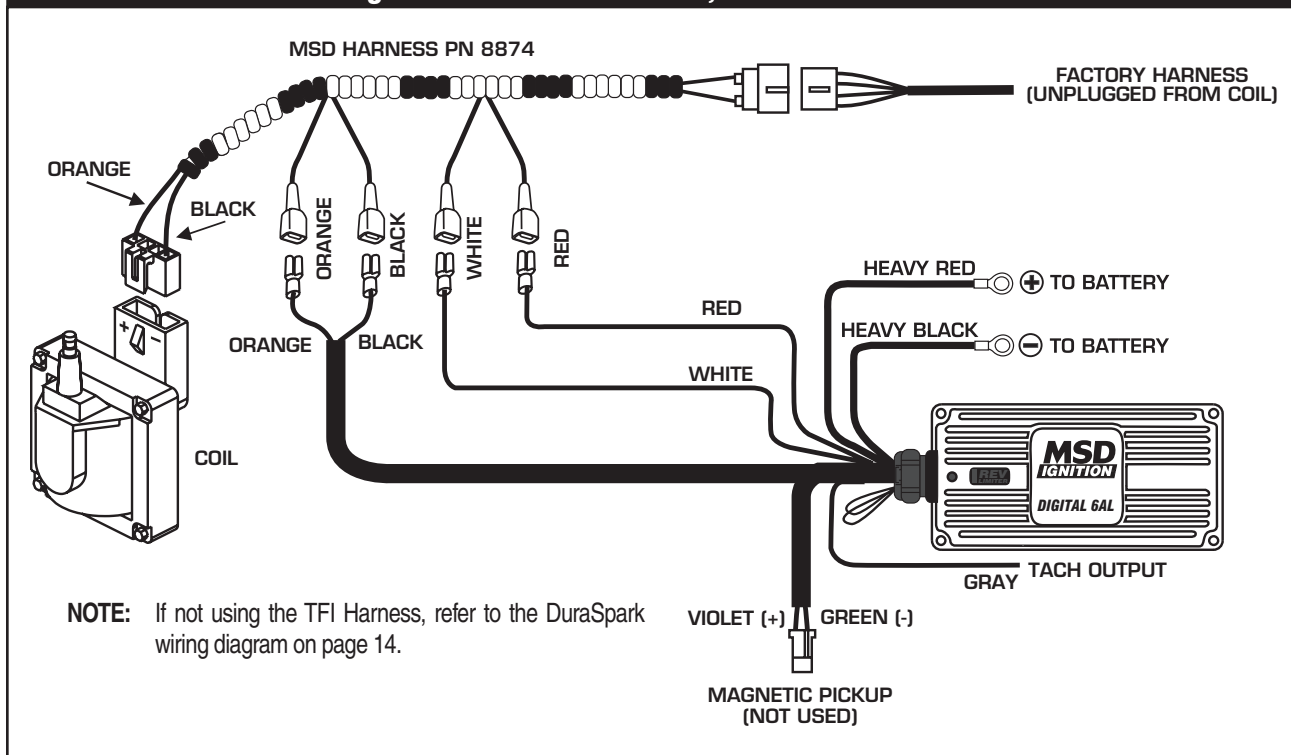 MSD HARNESS PN 8874
FACTORY HARNESS
(UNPLUGGED FROM COIL)
ORANGE
BLACK
ORANGE
BLACK
WHITE
RED
HEAVY RED
+ TO BATTERY
RED
ORANGE
BLACK
HEAVY BLACK
- TO BATTERY
WHITE
+ -
COIL
MSD
IGNITION
REV
LIMITER
DIGITAL 6AL
GRAY
TACH OUTPUT
NOTE: If not using the TFI Harness, refer to the DuraSpark
wiring diagram on page 14.
VIOLET (+)
GREEN (-)
MAGNETIC PICKUP
(NOT USED)